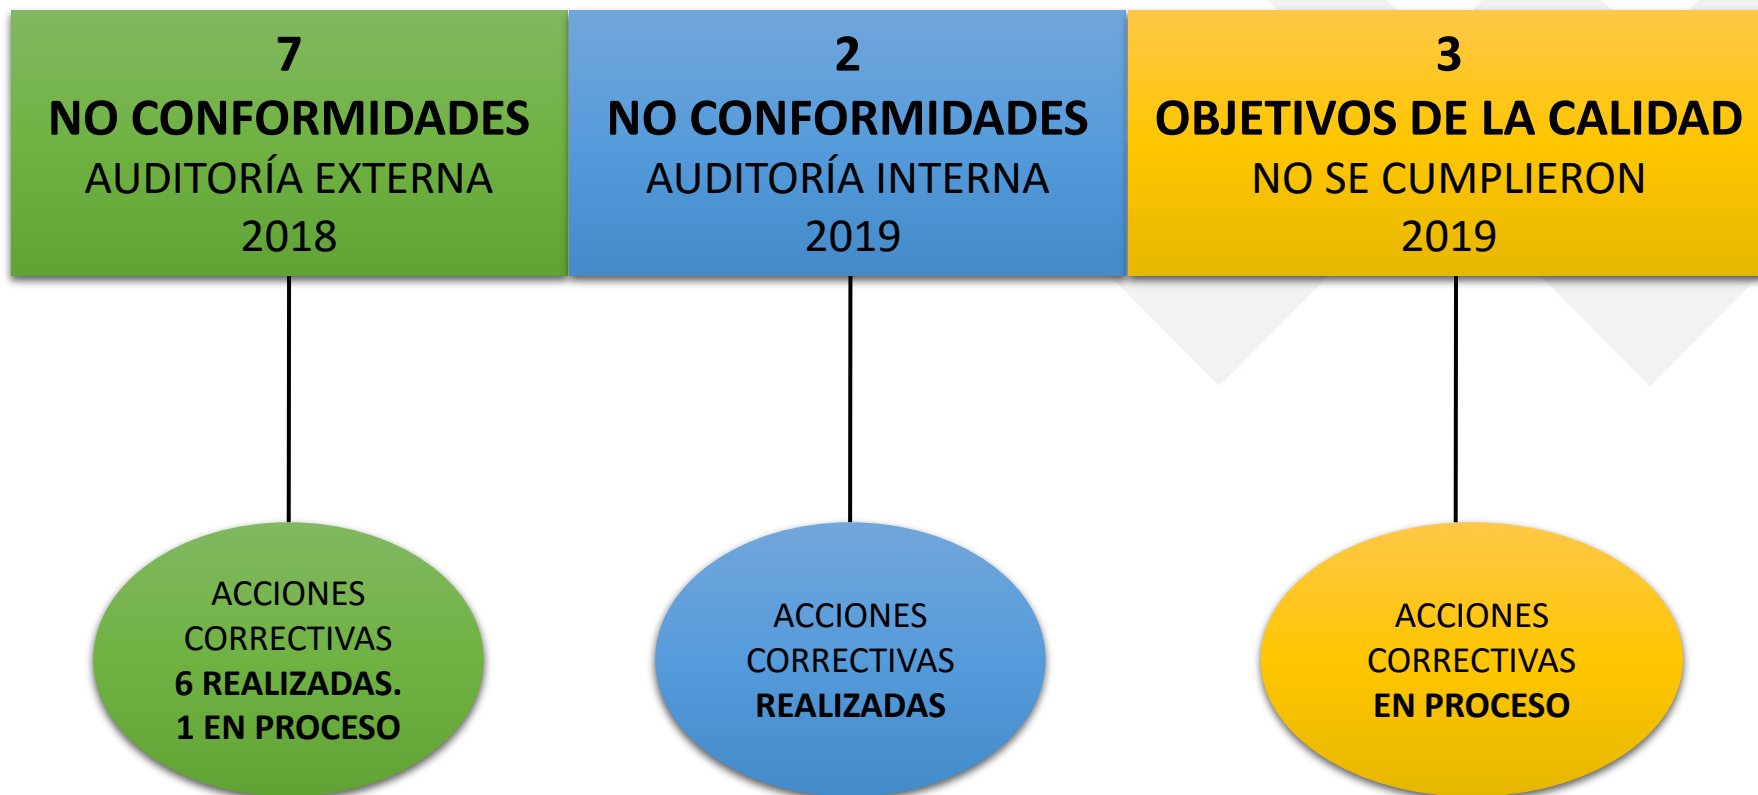 7
NO CONFORMIDADES
AUDITORÍA EXTERNA
2018
2
NO CONFORMIDADES
AUDITORÍA INTERNA
2019
3
OBJETIVOS DE LA CALIDAD
NO SE CUMPLIERON
2019
ACCIONES
CORRECTIVAS
6 REALIZADAS.
1 EN PROCESO
ACCIONES
CORRECTIVAS
REALIZADAS
ACCIONES
CORRECTIVAS
EN PROCESO